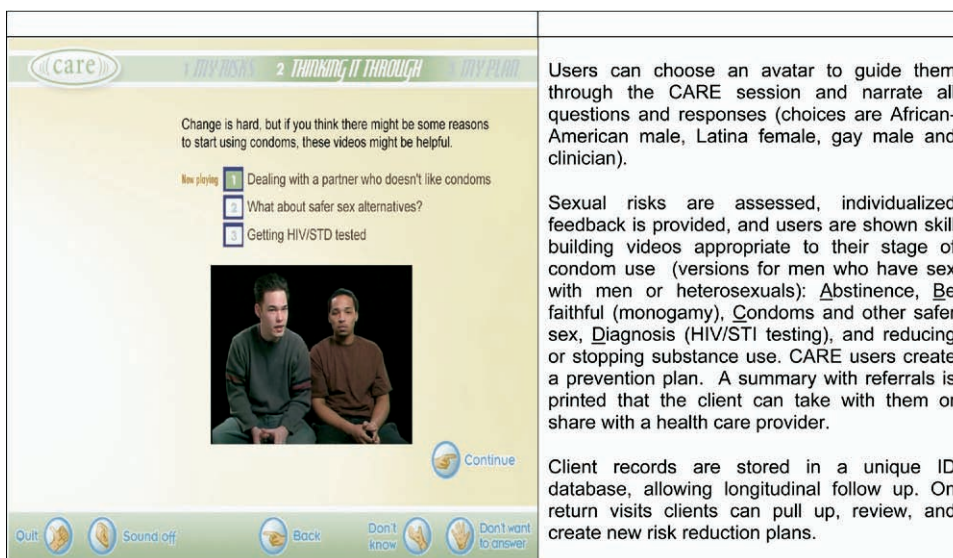 care
1 MY RISKS 2 THINKING IT THROUGH 3 MY PLAN
Change is hard, but if you think there might be some reasons
to start using condoms, these videos might be helpful.
Now playing 1 Dealing with a partner who doesn't like condoms
2 What about safer sex alternatives?
3 Getting HIV/STD tested
Continue
Quit Sound off Back Don't know Don't want to answer
Users can choose an avatar to guide them
through the CARE session and narrate all
questions and responses (choices are African-
American male, Latina female, gay male and
clinician).
Sexual risks are assessed, individualized
feedback is provided, and users are shown skill
building videos appropriate to their stage of
condom use (versions for men who have sex
with men or heterosexuals): Abstinence, Be
faithful (monogamy), Condoms and other safer
sex, Diagnosis (HIV/STI testing), and reducing
or stopping substance use. CARE users create
a prevention plan. A summary with referrals is
printed that the client can take with them or
share with a health care provider.
Client records are stored in a unique ID
database, allowing longitudinal follow up. On
return visits clients can pull up, review, and
create new risk reduction plans.